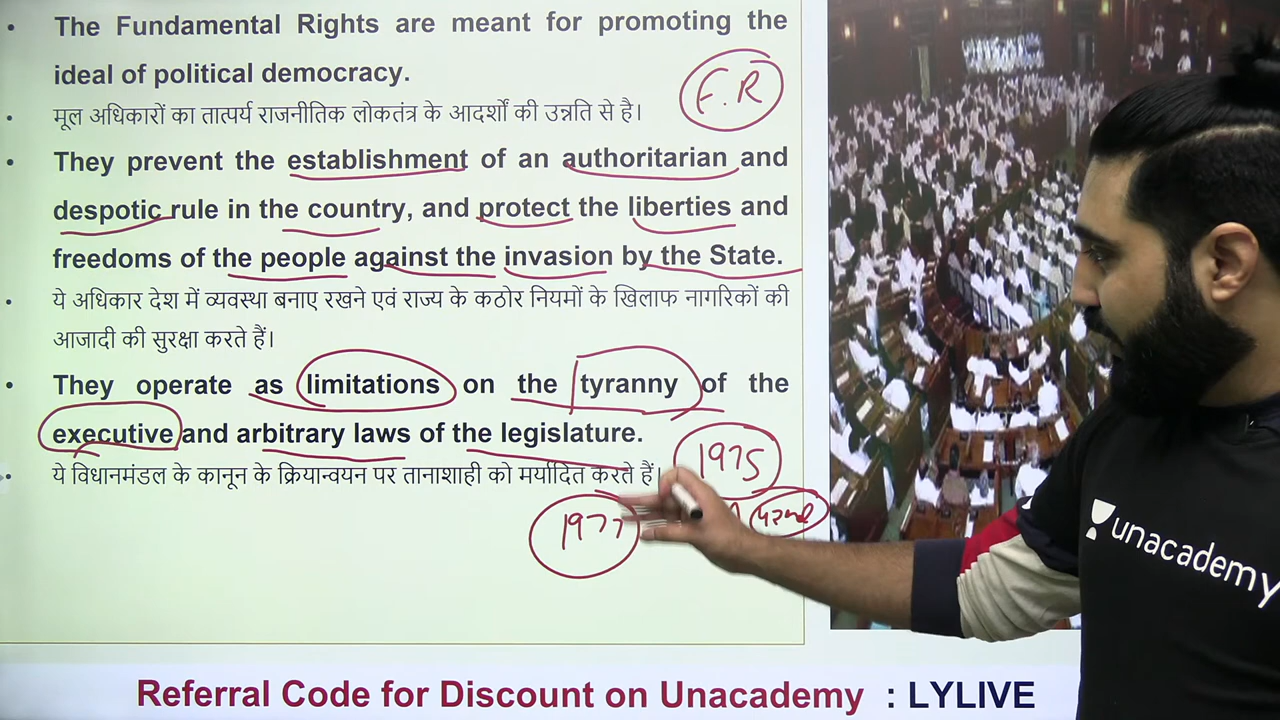 • The Fundamental Rights are meant for promoting the
ideal of political democracy.
F.R
• मूल अधिकारों का तात्पर्य राजनीतिक लोकतंत्र के आदर्शों की उन्नति से है।
• They prevent the establishment of an authoritarian and
despotic rule in the country, and protect the liberties and
freedoms of the people against the invasion by the State.
• ये अधिकार देश में व्यवस्था बनाए रखने एवं राज्य के कठोर नियमों के खिलाफ नागरिकों की
आजादी की सुरक्षा करते हैं।
• They operate as limitations on the tyranny of the
executive and arbitrary laws of the legislature.
1975
• ये विधानमंडल के कानून के क्रियान्वयन पर तानाशाही को मर्यादित करते हैं।
1977
42nd
unacademy
Referral Code for Discount on Unacademy : LYLIVE